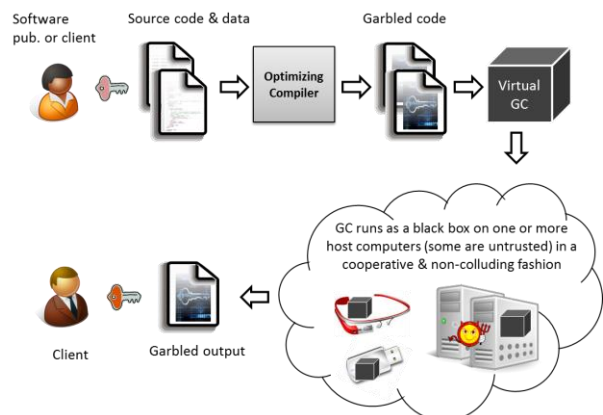 Software
pub. or client
Source code & data
Garbled code
Optimizing
Compiler
Virtual
GC
GC runs as a black box on one or more
host computers (some are untrusted) in a
cooperative & non-colluding fashion
Client
Garbled output